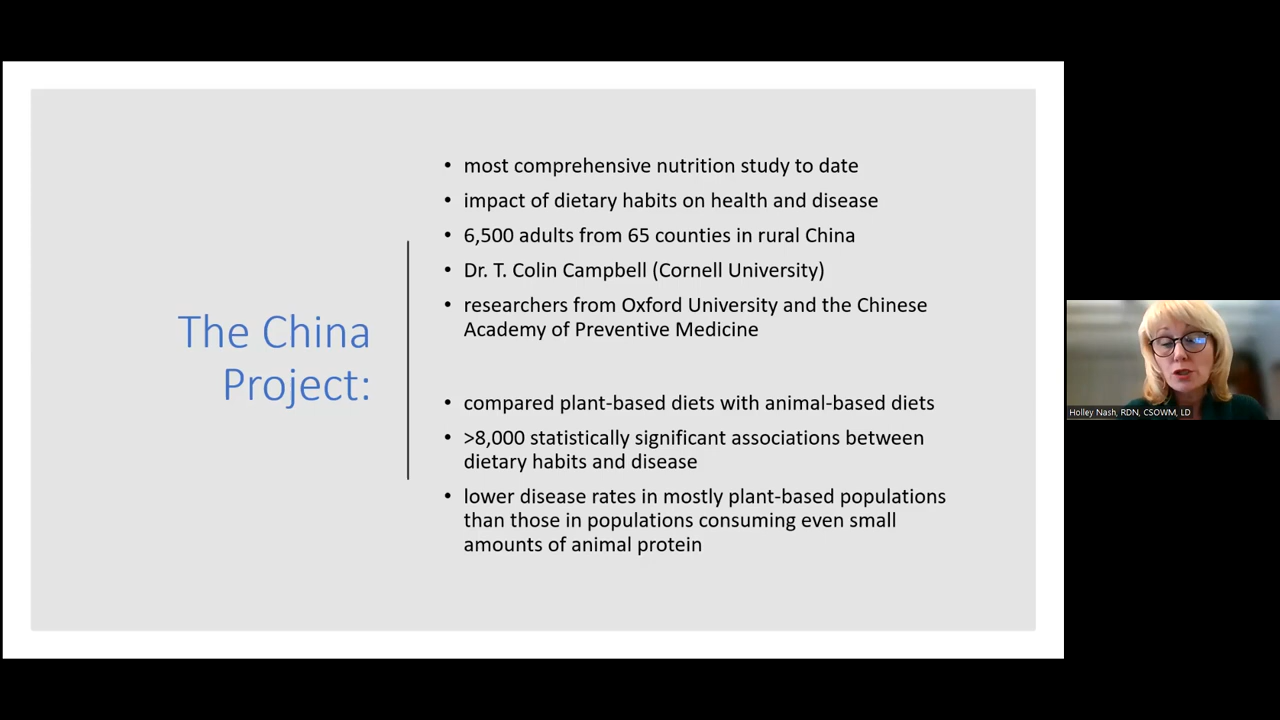 The China
Project:
• most comprehensive nutrition study to date
• impact of dietary habits on health and disease
• 6,500 adults from 65 counties in rural China
• Dr. T. Colin Campbell (Cornell University)
• researchers from Oxford University and the Chinese
Academy of Preventive Medicine
• compared plant-based diets with animal-based diets
• >8,000 statistically significant associations between
dietary habits and disease
• lower disease rates in mostly plant-based populations
than those in populations consuming even small
amounts of animal protein
Holley Nash, RDN, CSOWM, LD